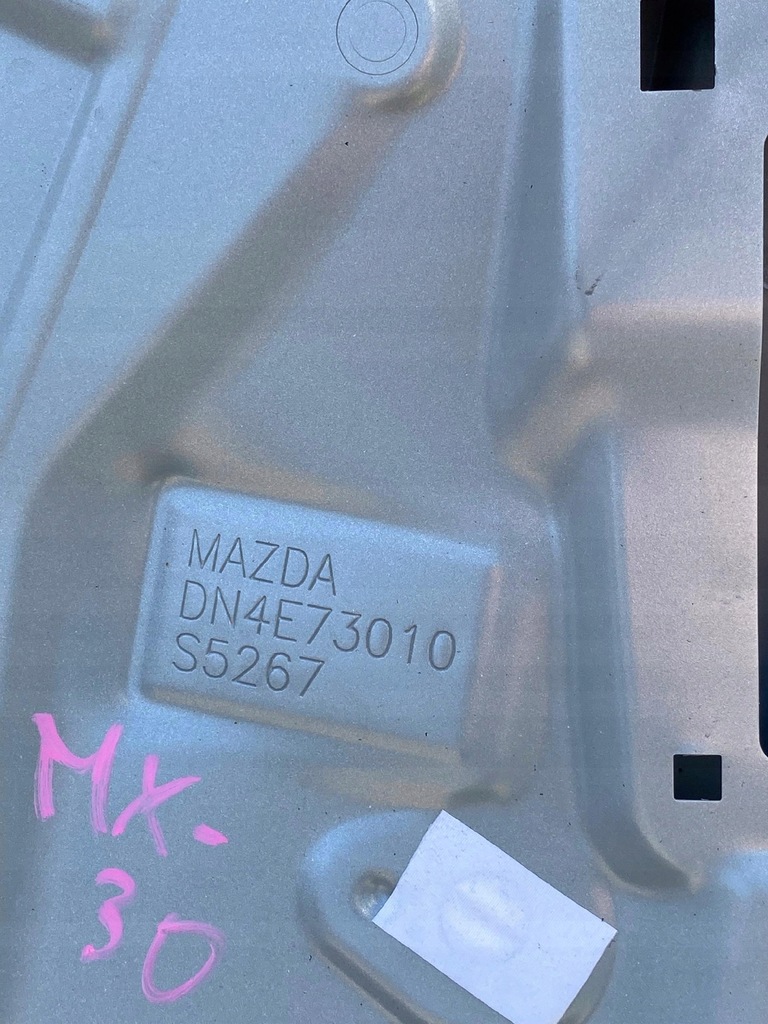 MAZDA
DN4E73010
S5267
MX-
30